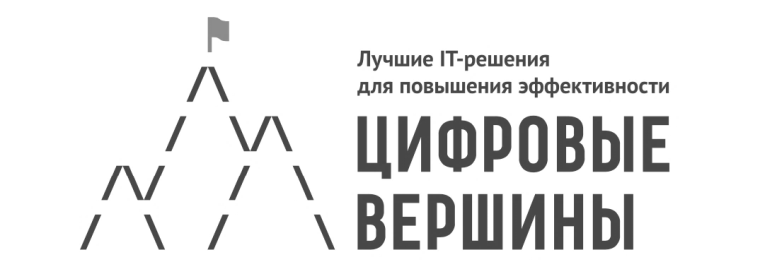 Лучшие IT-решения
для повышения эффективности
ЦИФРОВЫЕ
ВЕРШИНЫ